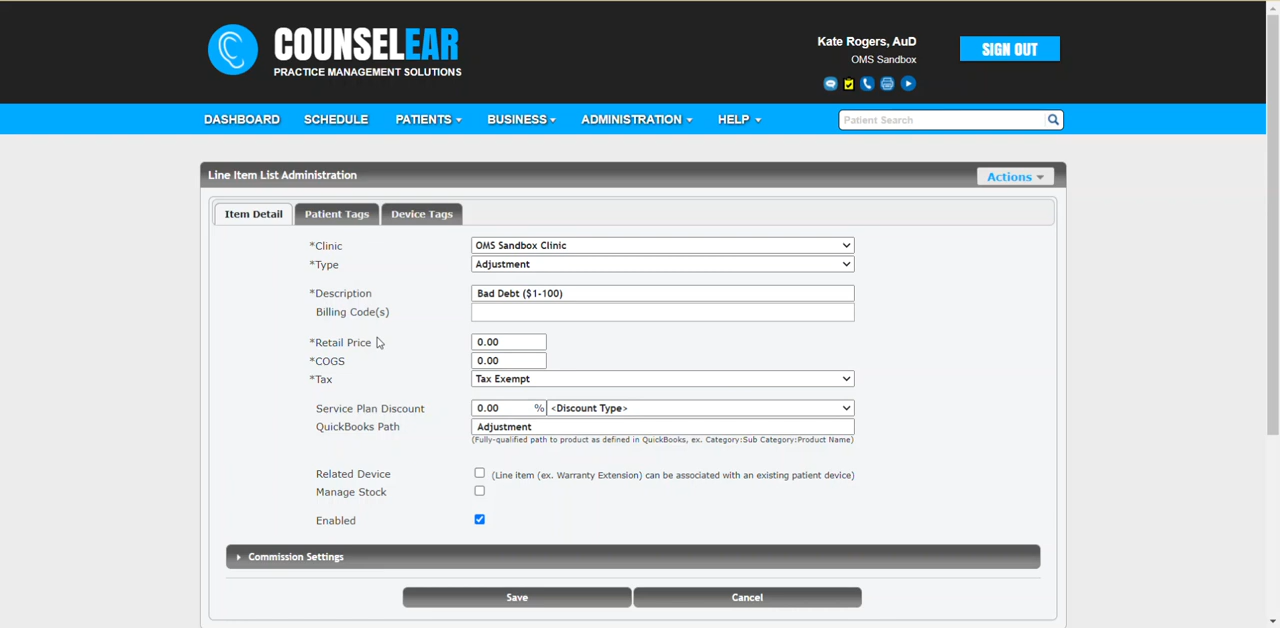 COUNSELEAR
PRACTICE MANAGEMENT SOLUTIONS
Kate Rogers, AuD
OMS Sandbox
SIGN OUT
DASHBOARD SCHEDULE PATIENTS BUSINESS ADMINISTRATION HELP Patient Search
Line Item List Administration Actions
Item Detail Patient Tags Device Tags
*Clinic OMS Sandbox Clinic
*Type Adjustment
*Description Bad Debt ($1-100)
Billing Code(s)
*Retail Price 0.00
*COGS 0.00
*Tax Tax Exempt
Service Plan Discount 0.00 % <Discount Type>
QuickBooks Path Adjustment
(Fully-qualified path to product as defined in QuickBooks, ex. Category:Sub Category:Product Name)
Related Device (Line item (ex. Warranty Extension) can be associated with an existing patient device)
Manage Stock
Enabled
Commission Settings
Save Cancel